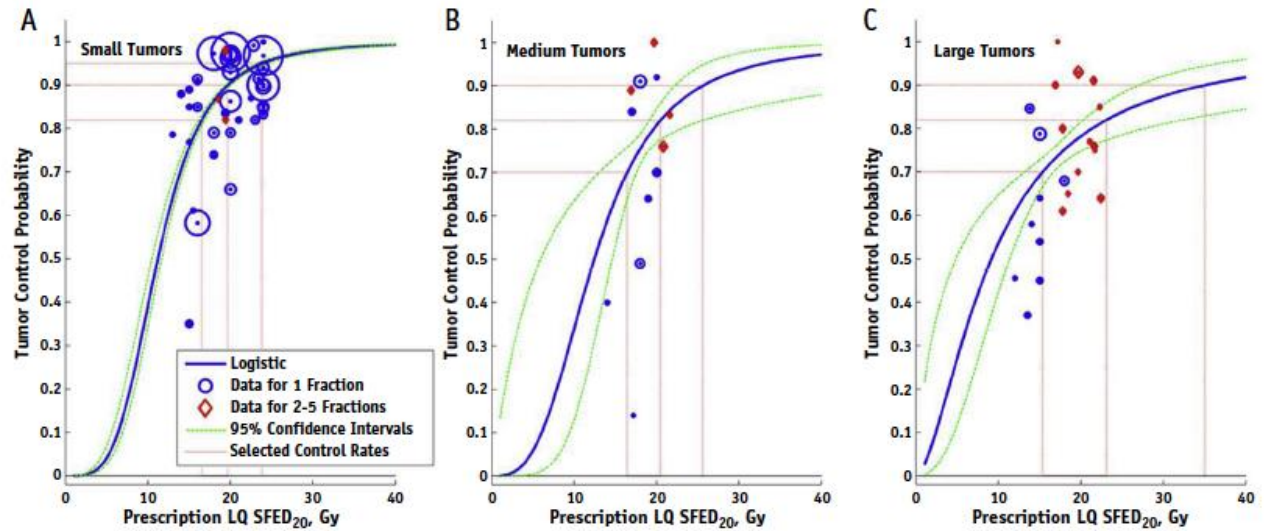 A
Small Tumors
1
0.9
0.8
0.7
0.6
0.5
0.4
0.3
0.2
0.1
0
0
10
20
30
40
Tumor Control Probability
Prescription LQ SFED20, Gy
Logistic
Data for 1 Fraction
Data for 2-5 Fractions
95% Confidence Intervals
Selected Control Rates
B
Medium Tumors
1
0.9
0.8
0.7
0.6
0.5
0.4
0.3
0.2
0.1
0
0
10
20
30
40
Tumor Control Probability
Prescription LQ SFED20, Gy
C
Large Tumors
1
0.9
0.8
0.7
0.6
0.5
0.4
0.3
0.2
0.1
0
0
10
20
30
40
Tumor Control Probability
Prescription LQ SFED20, Gy